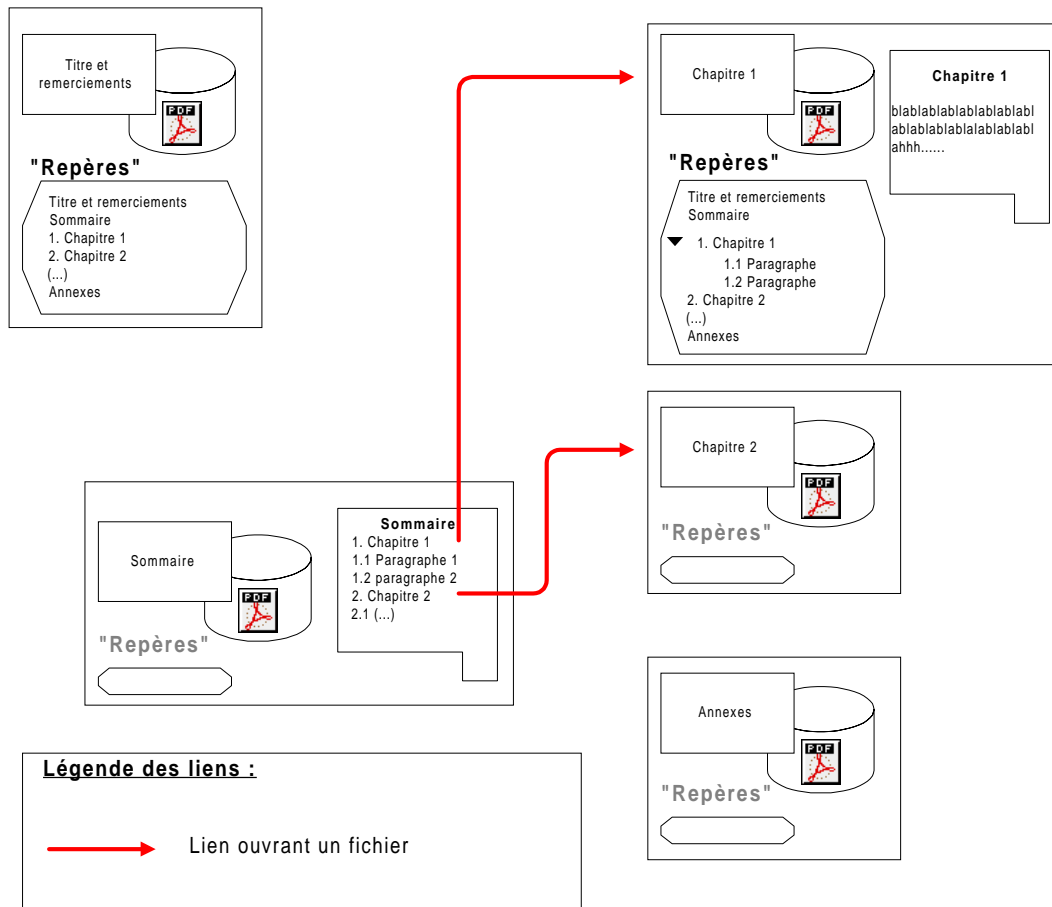 Titre et
remerciements
PDF
"Repères"
Titre et remerciements
Sommaire
1. Chapitre 1
2. Chapitre 2
(...)
Annexes
Chapitre 1
PDF
Chapitre 1
blablablablablablablabl
ablablablablalablablabl
ahhh......
"Repères"
Titre et remerciements
Sommaire
1. Chapitre 1
1.1 Paragraphe
1.2 Paragraphe
2. Chapitre 2
(...)
Annexes
Chapitre 2
PDF
"Repères"
Sommaire
PDF
"Repères"
Sommaire
1. Chapitre 1
1.1 Paragraphe 1
1.2 paragraphe 2
2. Chapitre 2
2.1 (...)
Annexes
PDF
"Repères"
Légende des liens :
Lien ouvrant un fichier